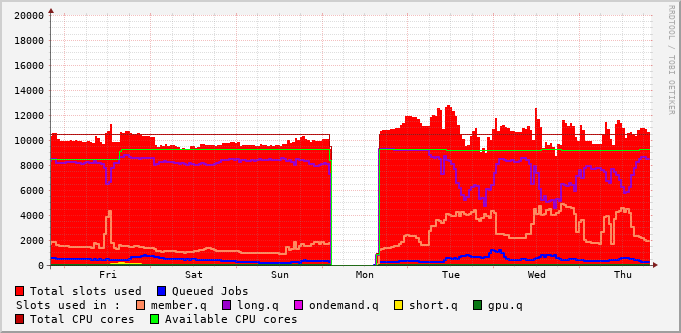 20000
18000
16000
14000
12000
10000
8000
6000
4000
2000
0
Fri Sat Sun Mon Tue Wed Thu
RRDTOOL / TOBI OETIKER
Total slots used Queued Jobs
Slots used in : member.q long.q ondemand.q short.q gpu.q
Total CPU cores Available CPU cores